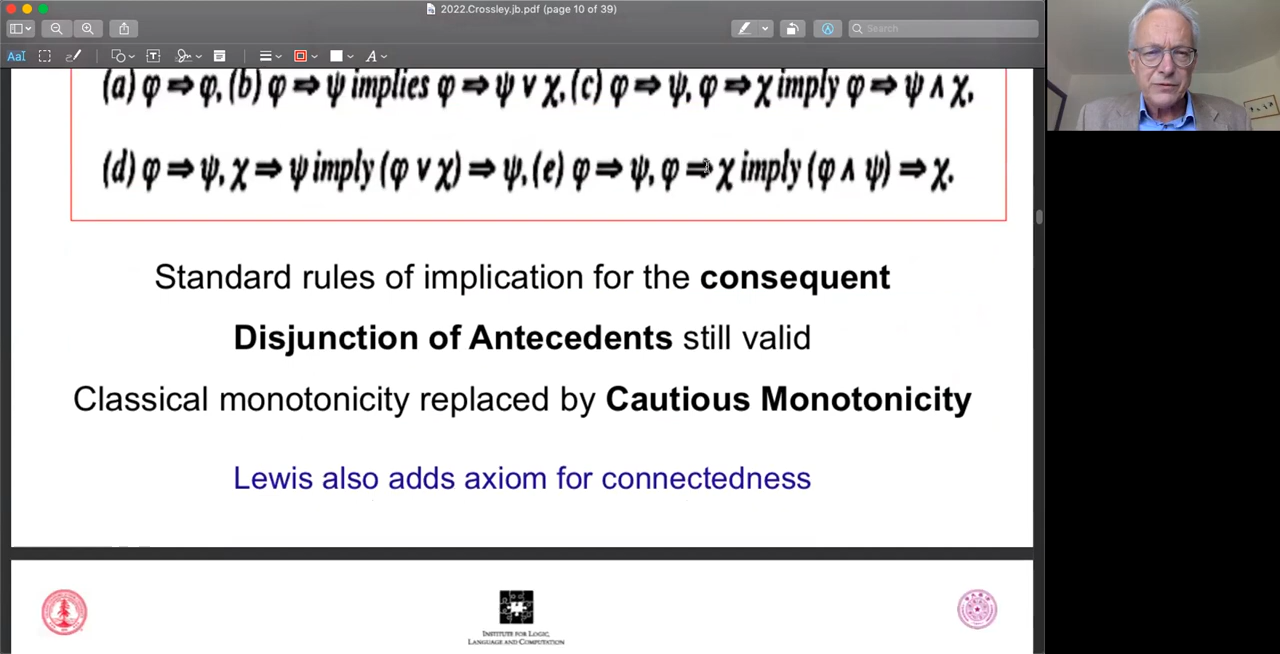 2022.Crossley.jb.pdf (page 10 of 39)
Search
(a) φ ⇒ φ, (b) φ ⇒ ψ implies φ ⇒ ψ ∨ χ, (c) φ ⇒ ψ, φ ⇒ χ imply φ ⇒ ψ ∧ χ,
(d) φ ⇒ ψ, χ ⇒ ψ imply (φ ∨ χ) ⇒ ψ, (e) φ ⇒ ψ, φ ⇒ χ imply (φ ∧ ψ) ⇒ χ.
Standard rules of implication for the consequent
Disjunction of Antecedents still valid
Classical monotonicity replaced by Cautious Monotonicity
Lewis also adds axiom for connectedness
INSTITUTE FOR LOGIC,
LANGUAGE AND COMPUTATION